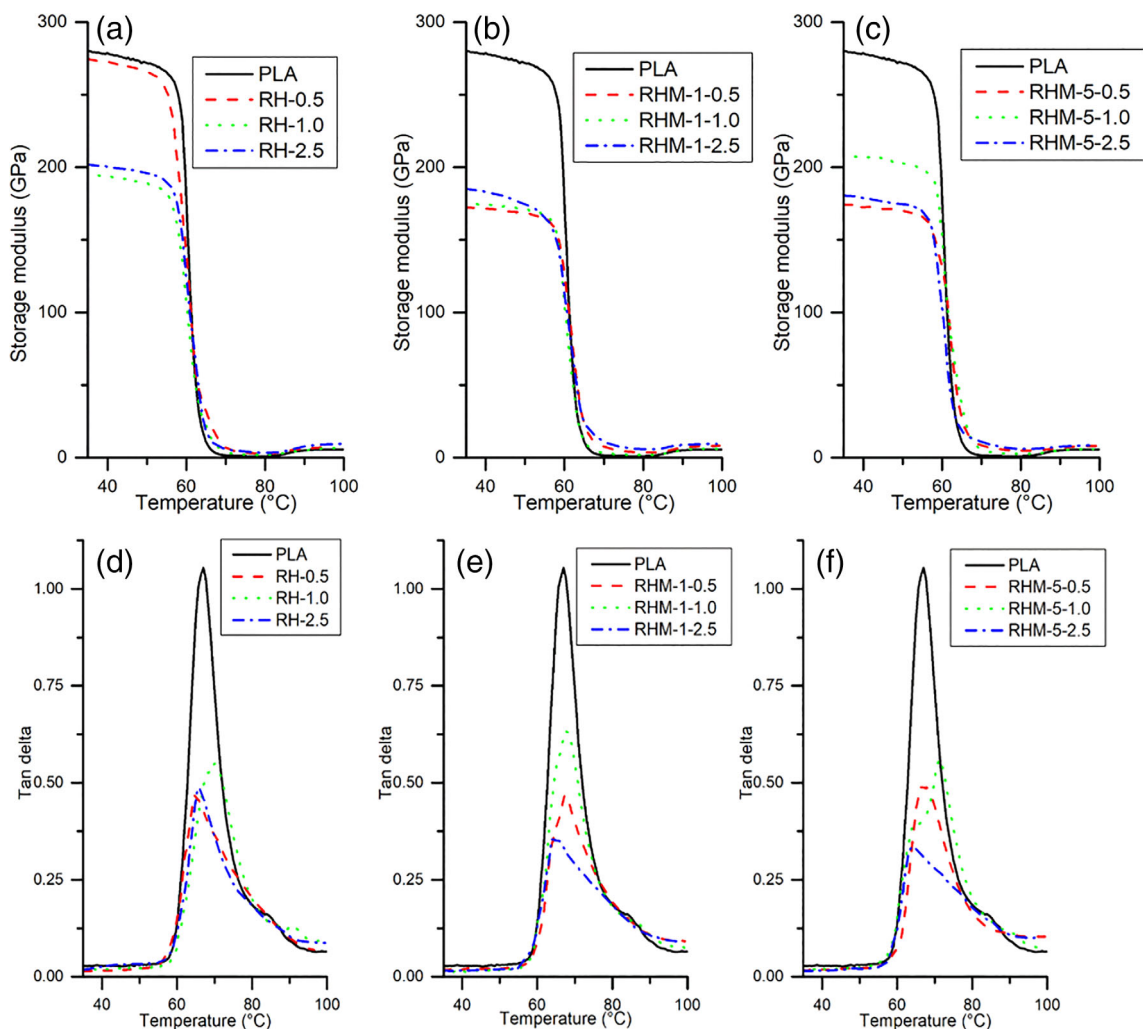 (a)
PLA
RH-0.5
RH-1.0
RH-2.5
300
200
100
0
Storage modulus (GPa)
40 60 80 100
Temperature (°C)
(b)
PLA
RHM-1-0.5
RHM-1-1.0
RHM-1-2.5
300
200
100
0
Storage modulus (GPa)
40 60 80 100
Temperature (°C)
(c)
PLA
RHM-5-0.5
RHM-5-1.0
RHM-5-2.5
300
200
100
0
Storage modulus (GPa)
40 60 80 100
Temperature (°C)
(d)
PLA
RH-0.5
RH-1.0
RH-2.5
1.00
0.75
0.50
0.25
0.00
Tan delta
40 60 80 100
Temperature (°C)
(e)
PLA
RHM-1-0.5
RHM-1-1.0
RHM-1-2.5
1.00
0.75
0.50
0.25
0.00
Tan delta
40 60 80 100
Temperature (°C)
(f)
PLA
RHM-5-0.5
RHM-5-1.0
RHM-5-2.5
1.00
0.75
0.50
0.25
0.00
Tan delta
40 60 80 100
Temperature (°C)